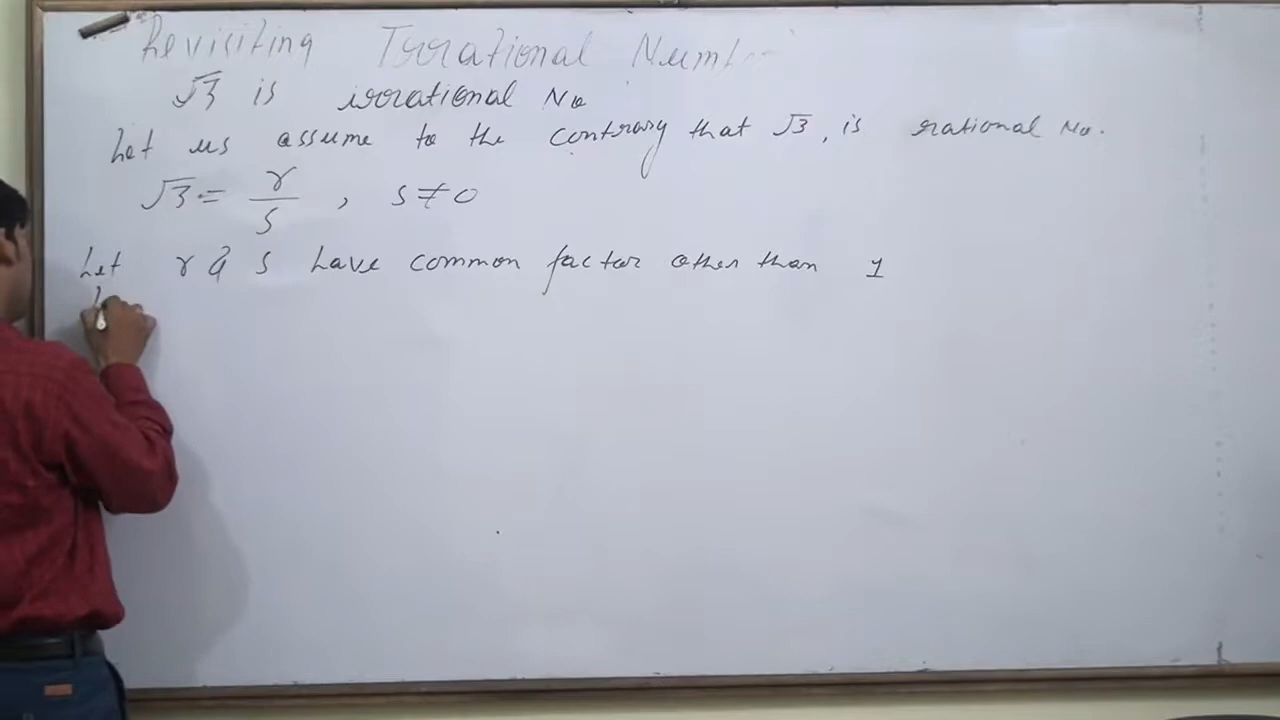 Revisiting Irrational Numb
√3 is irrational No
Let us assume to the contrary that √3, is rational No.
√3 = r/s, s≠0
Let r & s have common factor other than 1